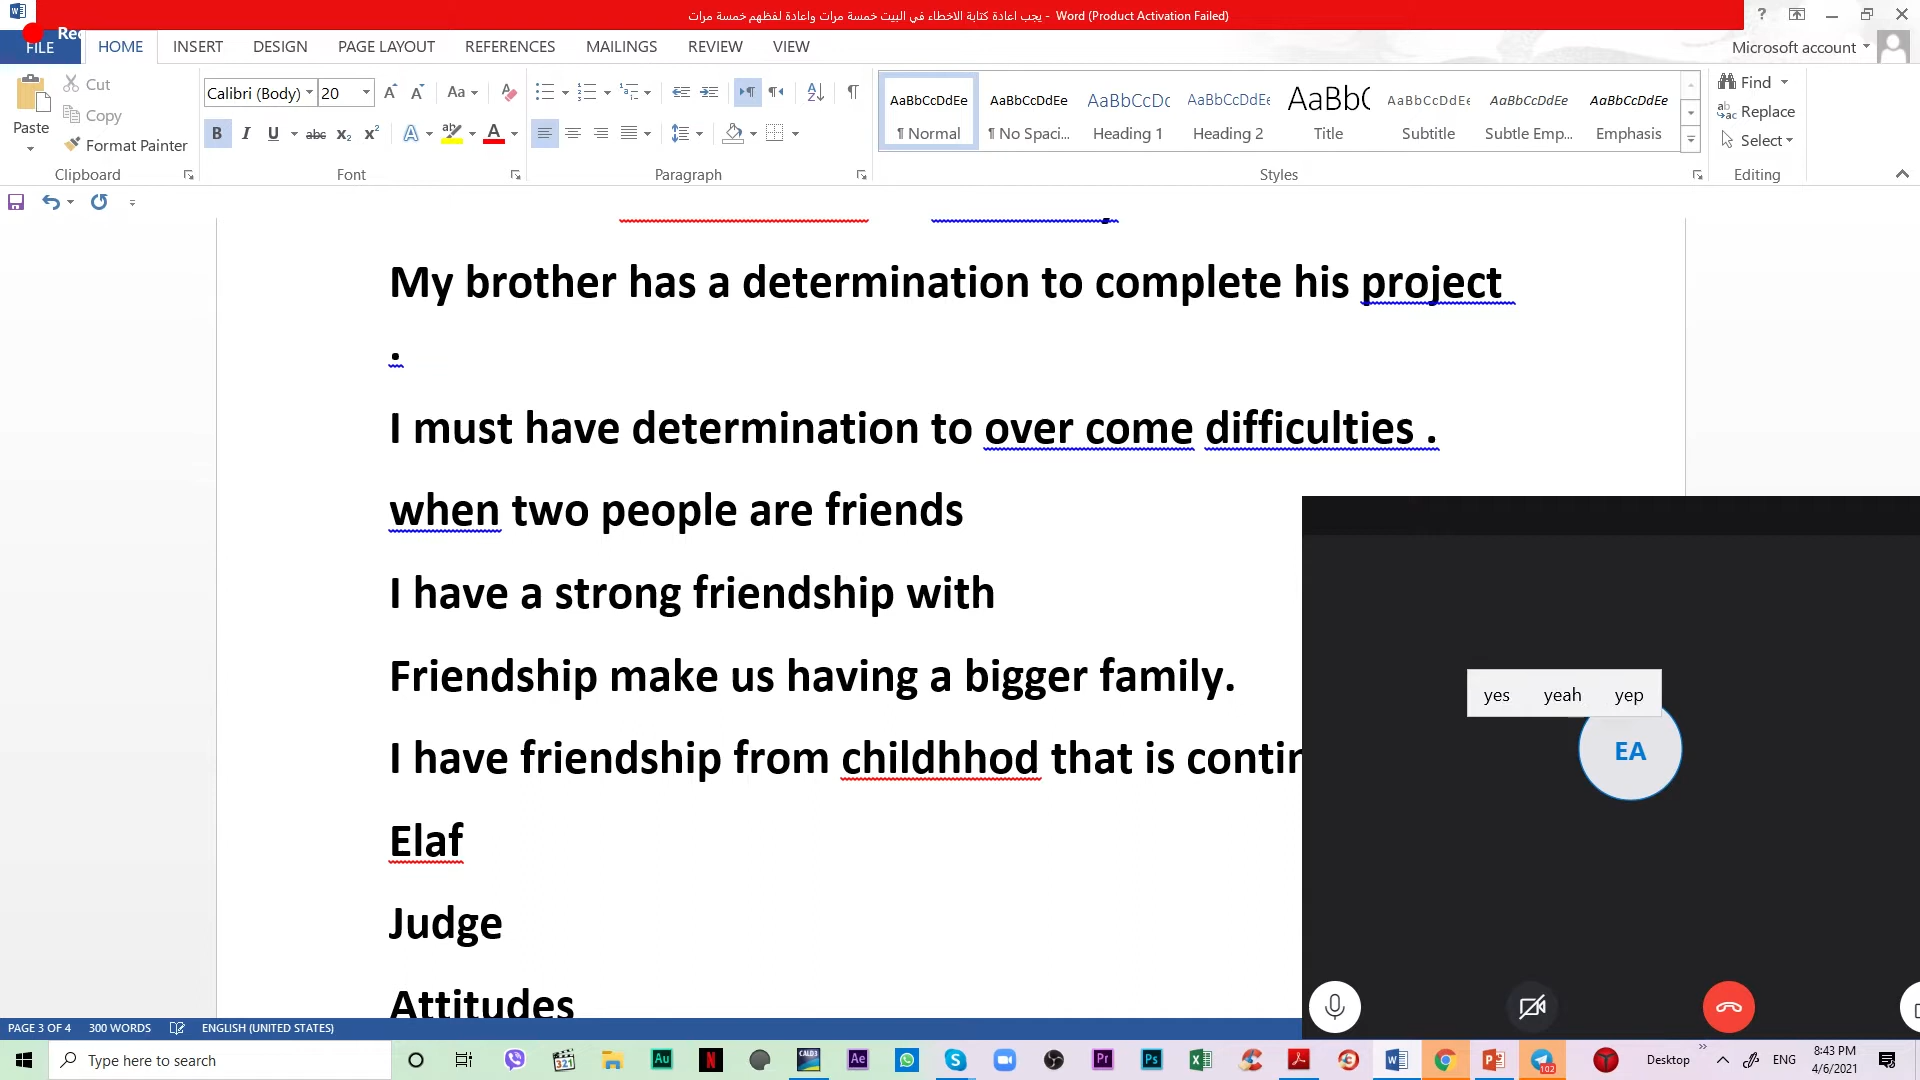 يجب اعادة كتابة الاخطاء في البيت خمسة مرات واعادة لفظهم خمسة مرات - Word (Product Activation Failed)
FILE Rec HOME INSERT DESIGN PAGE LAYOUT REFERENCES MAILINGS REVIEW VIEW Microsoft account
Paste Cut Copy Format Painter
Calibri (Body) 20
AaBbCcDdEe AaBbCcDdEe AaBbCcDc AaBbCcDdEe AaBb( AaBbCcDdEe AaBbCcDdEe AaBbCcDdEe
¶ Normal ¶ No Spaci... Heading 1 Heading 2 Title Subtitle Subtle Emp... Emphasis
Find Replace Select
Clipboard Font Paragraph Styles Editing
My brother has a determination to complete his project
.
I must have determination to over come difficulties .
when two people are friends
I have a strong friendship with
Friendship make us having a bigger family.
I have friendship from childhhod that is contin
Elaf
Judge
Attitudes
yes yeah yep
EA
PAGE 3 OF 4 300 WORDS ENGLISH (UNITED STATES)
Type here to search
Desktop ENG 8:43 PM
4/6/2021